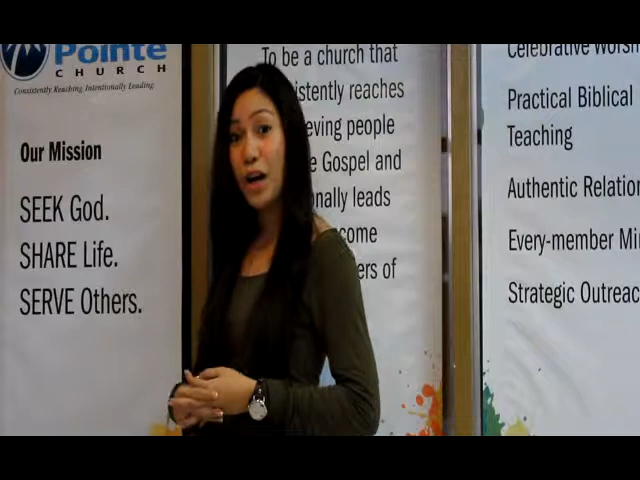 Pointe
CHURCH
Consistently Reaching. Intentionally Leading.
Our Mission
SEEK God.
SHARE Life.
SERVE Others.
To be a church that
sistently reaches
eving people
e Gospel and
onally leads
come
ers of
Celebrative Worsh
Practical Biblical
Teaching
Authentic Relation
Every-member Min
Strategic Outreac